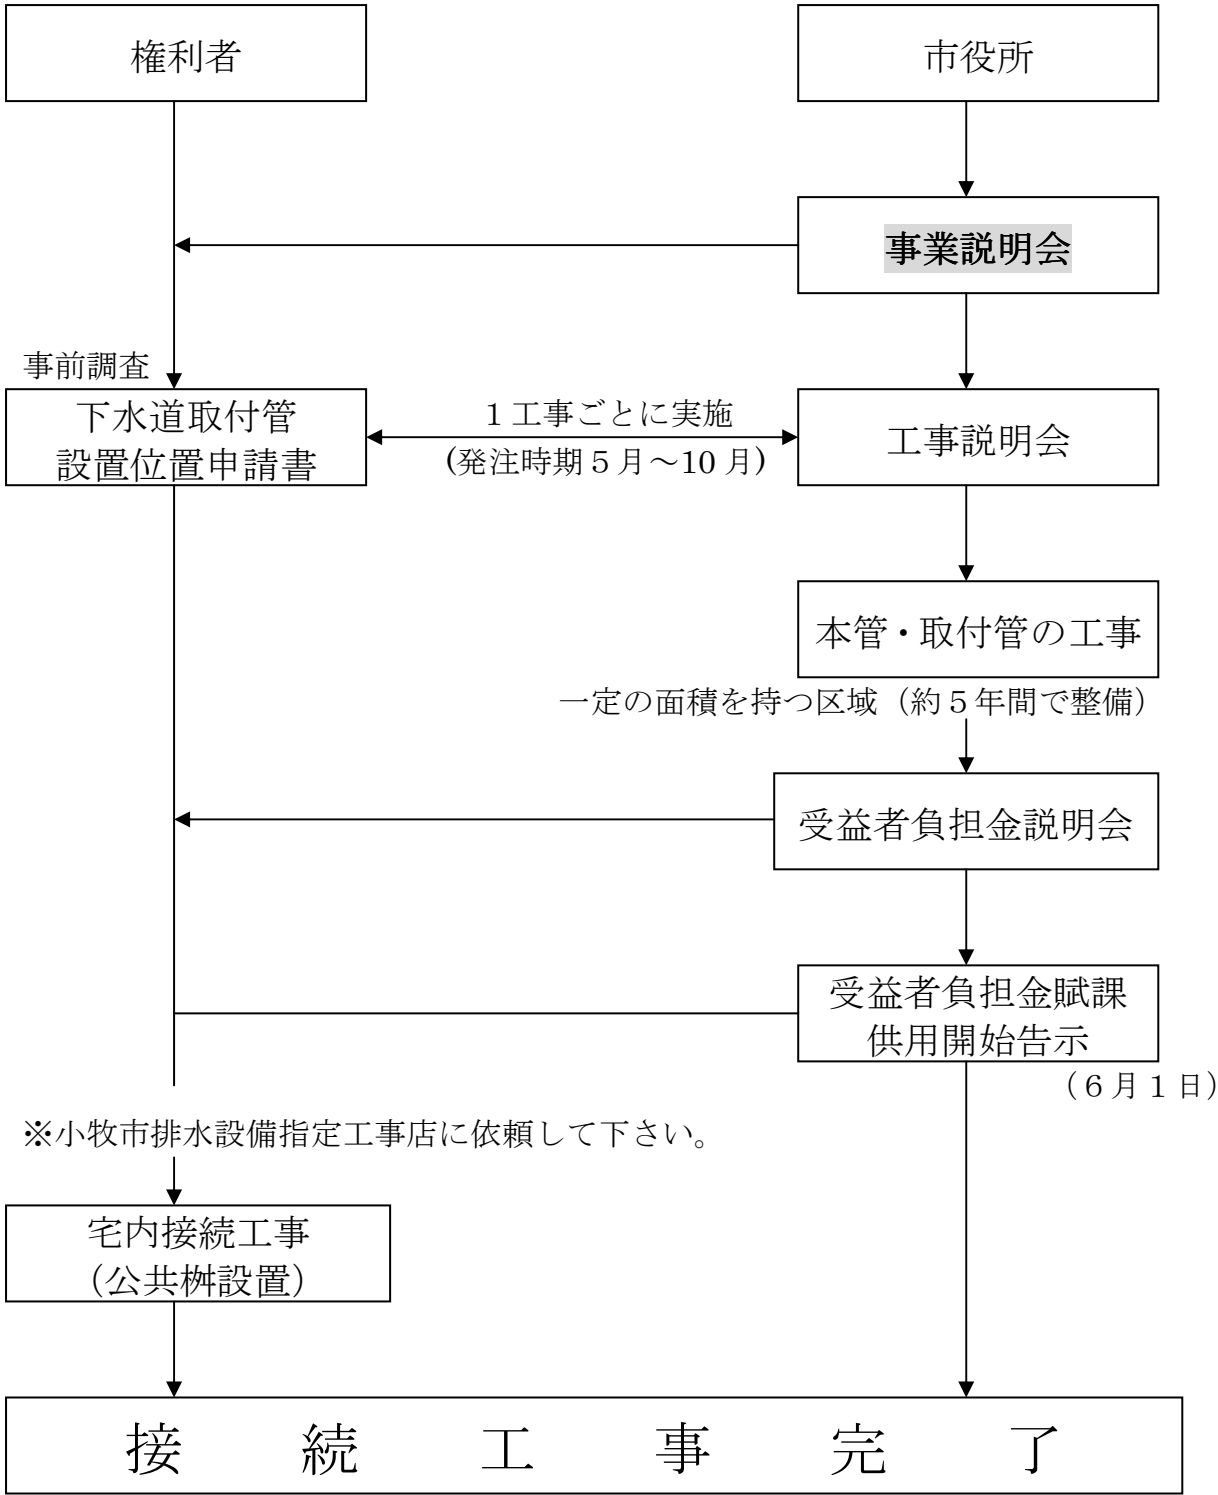 権利者
市役所
事業説明会
事前調査
下水道取付管
設置位置申請書
１工事ごとに実施
(発注時期５月～10 月)
工事説明会
本管・取付管の工事
一定の面積を持つ区域（約５年間で整備）
受益者負担金説明会
受益者負担金賦課
供用開始告示
（６月１日）
※小牧市排水設備指定工事店に依頼して下さい。
宅内接続工事
（公共桝設置）
接続工事完了